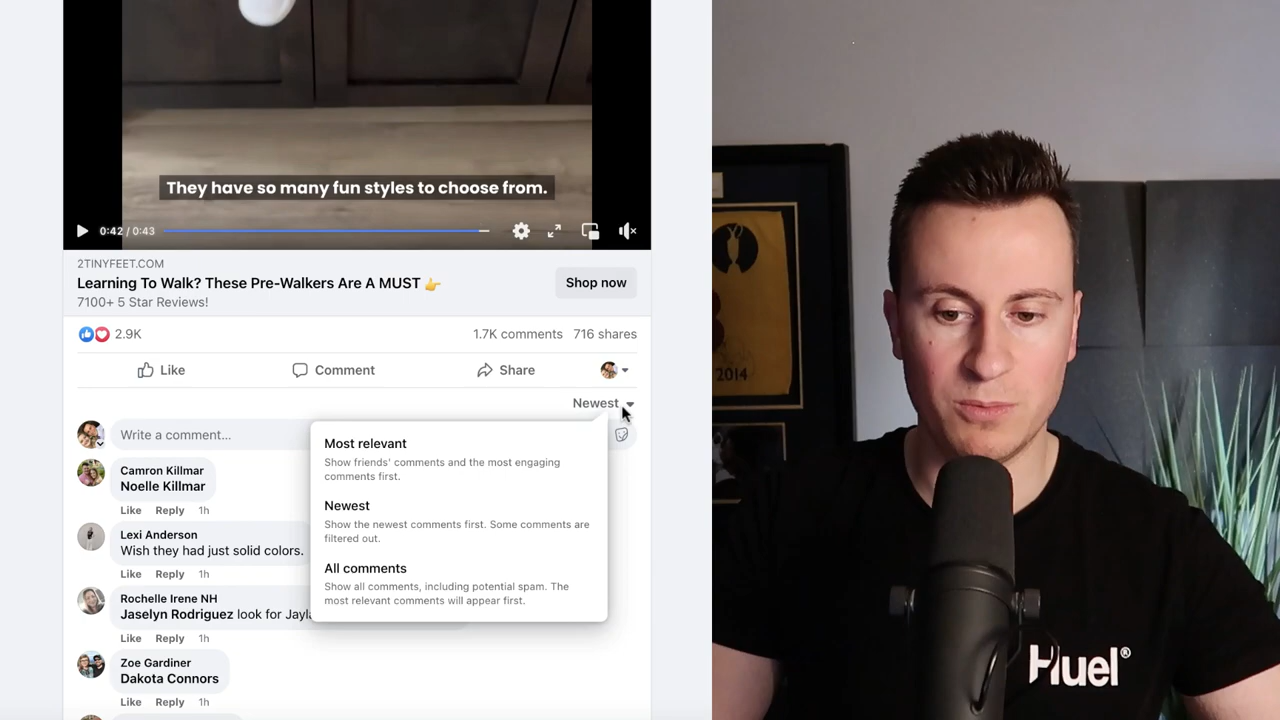 They have so many fun styles to choose from.
0:42 / 0:43
2TINYFEET.COM
Learning To Walk? These Pre-Walkers Are A MUST 👉
7100+ 5 Star Reviews!
Shop now
2.9K
1.7K comments 716 shares
Like
Comment
Share
Newest
Write a comment...
Most relevant
Show friends' comments and the most engaging
comments first.
Newest
Show the newest comments first. Some comments are
filtered out.
All comments
Show all comments, including potential spam. The
most relevant comments will appear first.
Camron Killmar
Noelle Killmar
Like Reply 1h
Lexi Anderson
Wish they had just solid colors.
Like Reply 1h
Rochelle Irene NH
Jaselyn Rodriguez look for
Like Reply 1h
Zoe Gardiner
Dakota Connors
Like Reply 1h
2014
Huel®